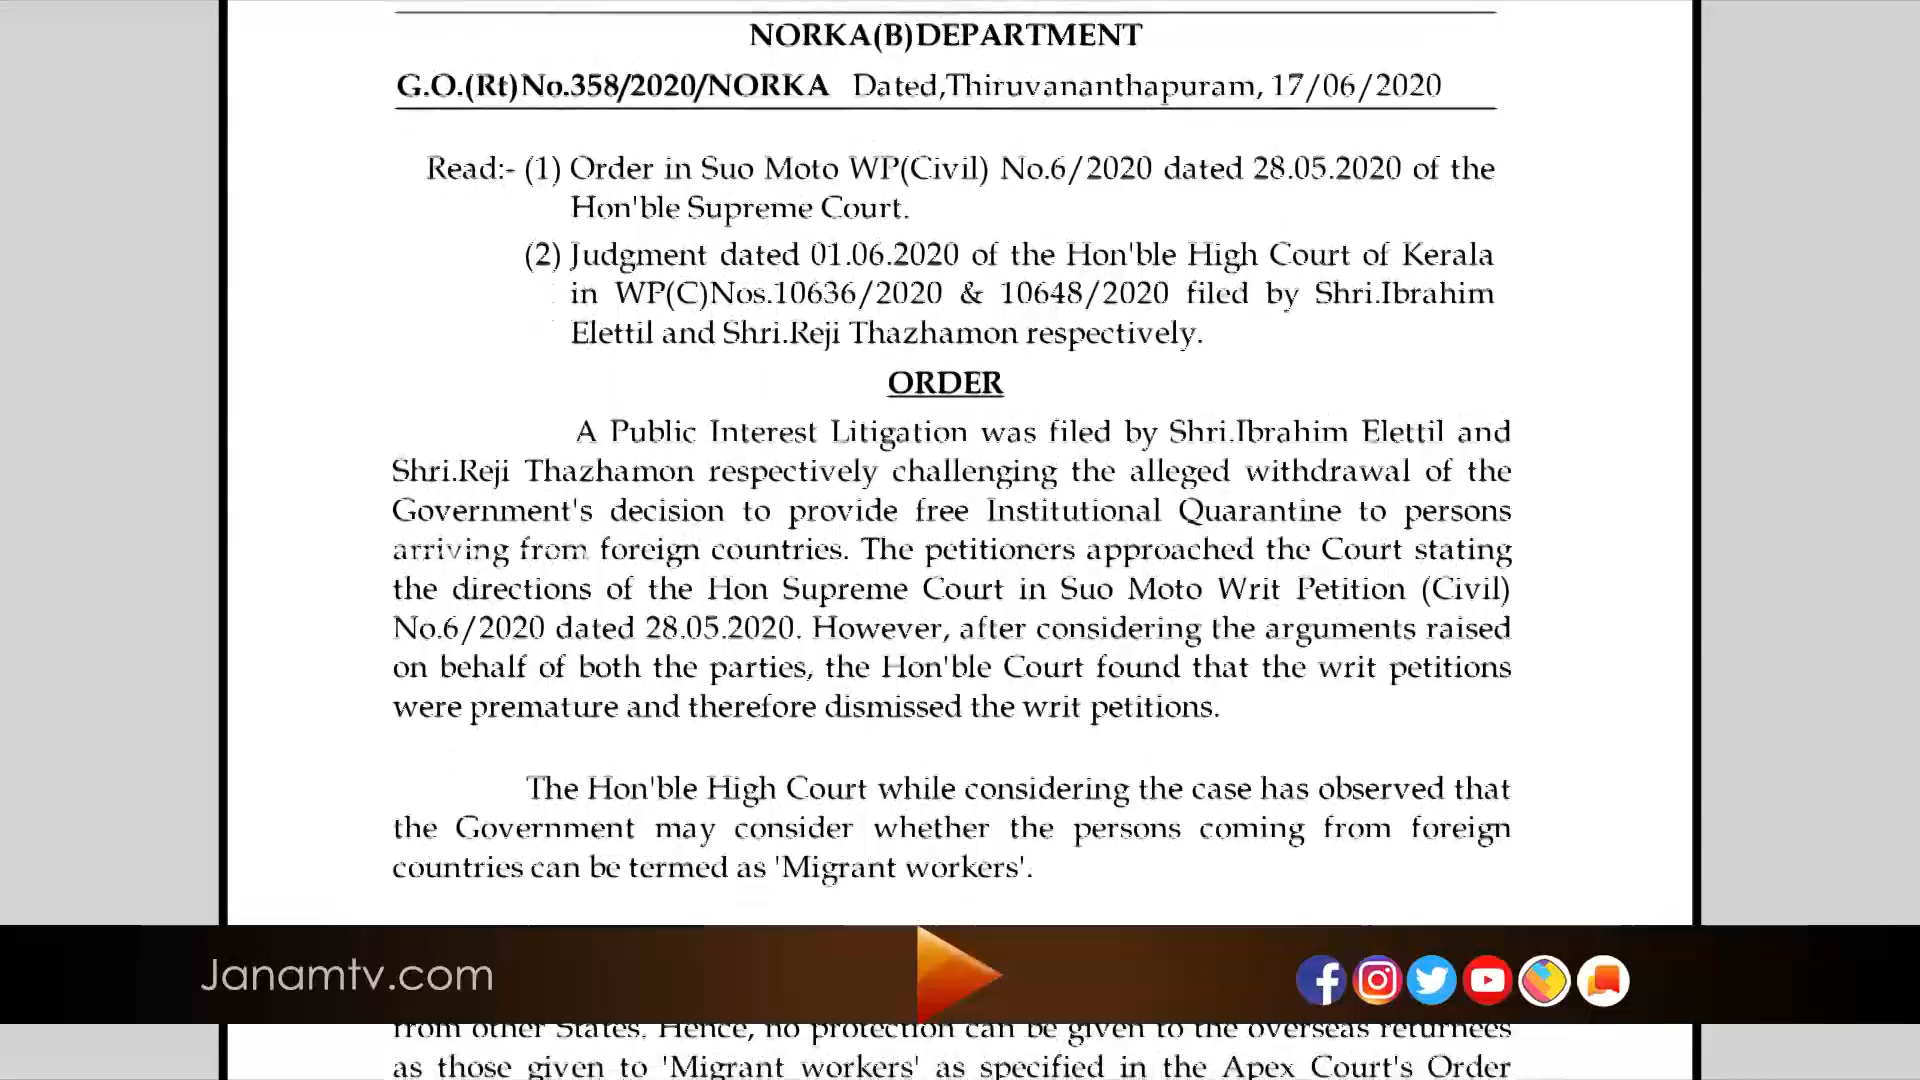 NORKA(B)DEPARTMENT
G.O.(Rt)No.358/2020/NORKA Dated,Thiruvananthapuram, 17/06/2020
Read:- (1) Order in Suo Moto WP(Civil) No.6/2020 dated 28.05.2020 of the
Hon'ble Supreme Court.
(2) Judgment dated 01.06.2020 of the Hon'ble High Court of Kerala
in WP(C)Nos.10636/2020 & 10648/2020 filed by Shri.Ibrahim
Elettil and Shri.Reji Thazhamon respectively.
ORDER
A Public Interest Litigation was filed by Shri.Ibrahim Elettil and
Shri.Reji Thazhamon respectively challenging the alleged withdrawal of the
Government's decision to provide free Institutional Quarantine to persons
arriving from foreign countries. The petitioners approached the Court stating
the directions of the Hon Supreme Court in Suo Moto Writ Petition (Civil)
No.6/2020 dated 28.05.2020. However, after considering the arguments raised
on behalf of both the parties, the Hon'ble Court found that the writ petitions
were premature and therefore dismissed the writ petitions.
The Hon'ble High Court while considering the case has observed that
the Government may consider whether the persons coming from foreign
countries can be termed as 'Migrant workers'.
Janamtv.com
from other States. Hence, no protection can be given to the overseas returnees
as those given to 'Migrant workers' as specified in the Apex Court's Order